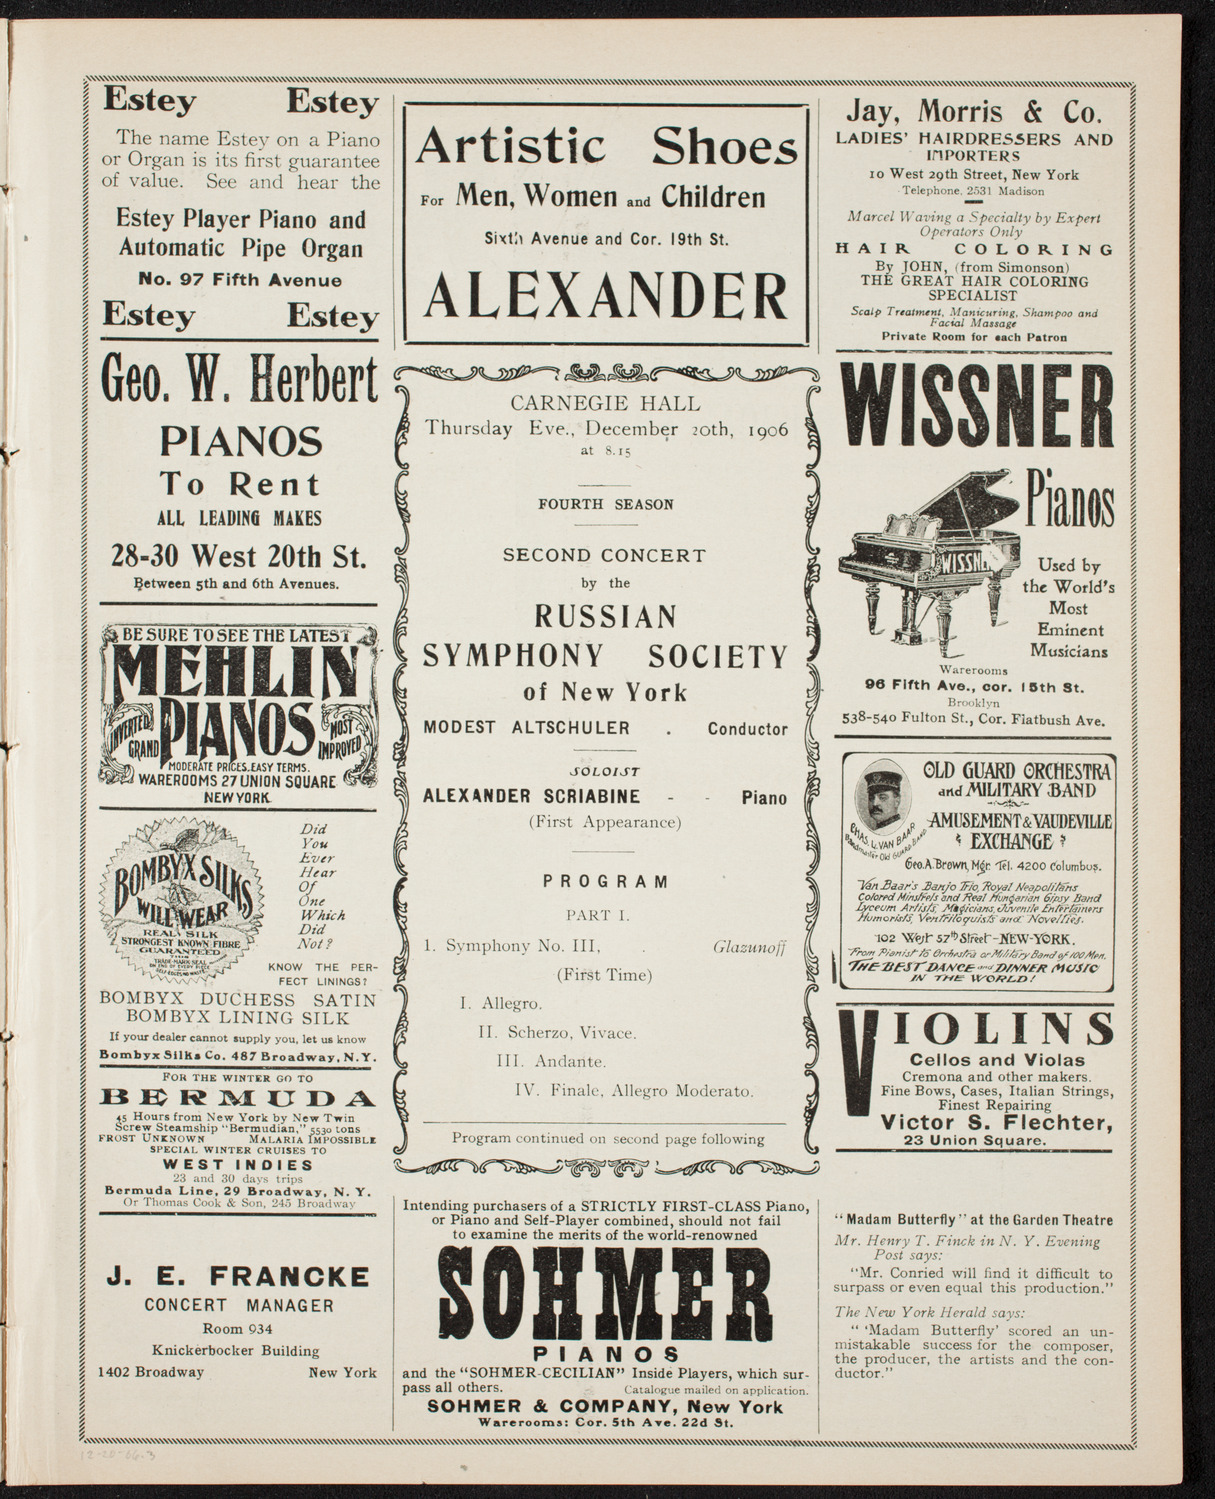 Estey Estey
The name Estey on a Piano
or Organ is its first guarantee
of value. See and hear the
Estey Player Piano and
Automatic Pipe Organ
No. 97 Fifth Avenue
Estey Estey
Geo. W. Herbert
PIANOS
To Rent
ALL LEADING MAKES
28-30 West 20th St.
Between 5th and 6th Avenues.
BE SURE TO SEE THE LATEST
MEHLIN
PIANOS
INVERTED GRAND
MOST IMPROVED
MODERATE PRICES. EASY TERMS.
WAREROOMS 27 UNION SQUARE
NEW YORK
BOMBYX SILKS
WILL WEAR
REAL SILK
STRONGEST KNOWN FIBRE
GUARANTEED
THIS
TRADE-MARK SEAL
ON END OF EVERY PIECE
Did
You
Ever
Hear
Of
One
Which
Did
Not?
KNOW THE PER-
FECT LININGS?
BOMBYX DUCHESS SATIN
BOMBYX LINING SILK
If your dealer cannot supply you, let us know
Bombyx Silks Co. 487 Broadway, N.Y.
FOR THE WINTER GO TO
BERMUDA
45 Hours from New York by New Twin
Screw Steamship "Bermudian," 5530 tons
FROST UNKNOWN MALARIA IMPOSSIBLE
SPECIAL WINTER CRUISES TO
WEST INDIES
23 and 30 days trips
Bermuda Line, 29 Broadway, N. Y.
Or Thomas Cook & Son, 245 Broadway
J. E. FRANCKE
CONCERT MANAGER
Room 934
Knickerbocker Building
1402 Broadway New York
Artistic Shoes
For Men, Women and Children
Sixth Avenue and Cor. 19th St.
ALEXANDER
CARNEGIE HALL
Thursday Eve., December 20th, 1906
at 8.15
FOURTH SEASON
SECOND CONCERT
by the
RUSSIAN
SYMPHONY SOCIETY
of New York
MODEST ALTSCHULER . Conductor
SOLOIST
ALEXANDER SCRIABINE - - Piano
(First Appearance)
PROGRAM
PART I.
1. Symphony No. III, Glazunoff
(First Time)
I. Allegro.
II. Scherzo, Vivace.
III. Andante.
IV. Finale, Allegro Moderato.
Program continued on second page following
Intending purchasers of a STRICTLY FIRST-CLASS Piano,
or Piano and Self-Player combined, should not fail
to examine the merits of the world-renowned
SOHMER
PIANOS
and the "SOHMER-CECILIAN" Inside Players, which sur-
pass all others. Catalogue mailed on application.
SOHMER & COMPANY, New York
Warerooms: Cor. 5th Ave. 22d St.
Jay, Morris & Co.
LADIES' HAIRDRESSERS AND
IMPORTERS
10 West 29th Street, New York
Telephone, 2531 Madison
Marcel Waving a Specialty by Expert
Operators Only
HAIR COLORING
By JOHN, (from Simonson)
THE GREAT HAIR COLORING
SPECIALIST
Scalp Treatment, Manicuring, Shampoo and
Facial Massage
Private Room for each Patron
WISSNER
Pianos
WISSNER
Used by
the World's
Most
Eminent
Musicians
Warerooms
96 Fifth Ave., cor. 15th St.
Brooklyn
538-540 Fulton St., Cor. Flatbush Ave.
CHAS. L. VAN BAAR
Bandmaster Old Guard Band
OLD GUARD ORCHESTRA
and MILITARY BAND
AMUSEMENT & VAUDEVILLE
EXCHANGE
Geo. A. Brown, Mgr. Tel. 4200 Columbus.
Van Baar's Banjo Trio, Royal Neapolitans
Colored Minstrels and Real Hungarian Gipsy Band
Lyceum Artists, Magicians, Juvenile Entertainers
Humorists, Ventriloquists and Novelties.
102 West 57th Street-NEW-YORK.
"From Pianist to Orchestra or Military Band of 100 Men.
THE BEST DANCE and DINNER MUSIC
IN THE WORLD!
VIOLINS
Cellos and Violas
Cremona and other makers.
Fine Bows, Cases, Italian Strings,
Finest Repairing
Victor S. Flechter,
23 Union Square.
"Madam Butterfly" at the Garden Theatre
Mr. Henry T. Finck in N. Y. Evening
Post says:
"Mr. Conried will find it difficult to
surpass or even equal this production."
The New York Herald says:
" 'Madam Butterfly' scored an un-
mistakable success for the composer,
the producer, the artists and the con-
ductor."
12-20-06-3